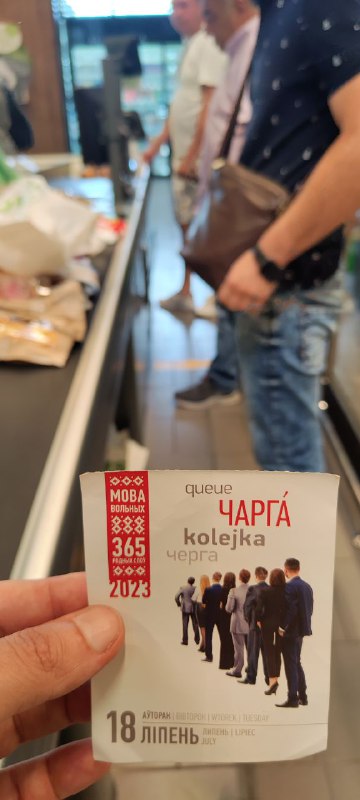 МОВА
ВОЛЬНЫХ
365
РОДНЫХ СЛОЎ
2023
queue
ЧАРГА́
kolejka
черга
18
АЎТОРАК | ВІВТОРОК | WTOREK | TUESDAY
ЛІПЕНЬ
ЛИПЕНЬ | LIPIEC
JULY